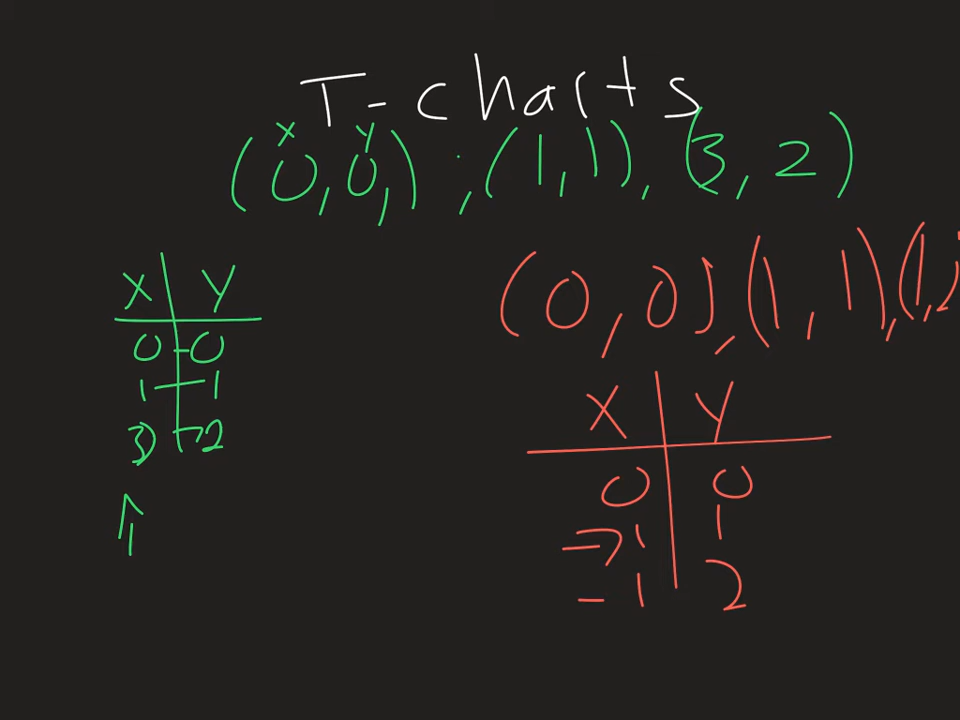 T-charts
X Y
(0,0,) , (1,1), (3,2)
(0,0), (1,1), (1,2
X Y
0 0
1 1
3 2
X Y
0 0
1 1
1 2